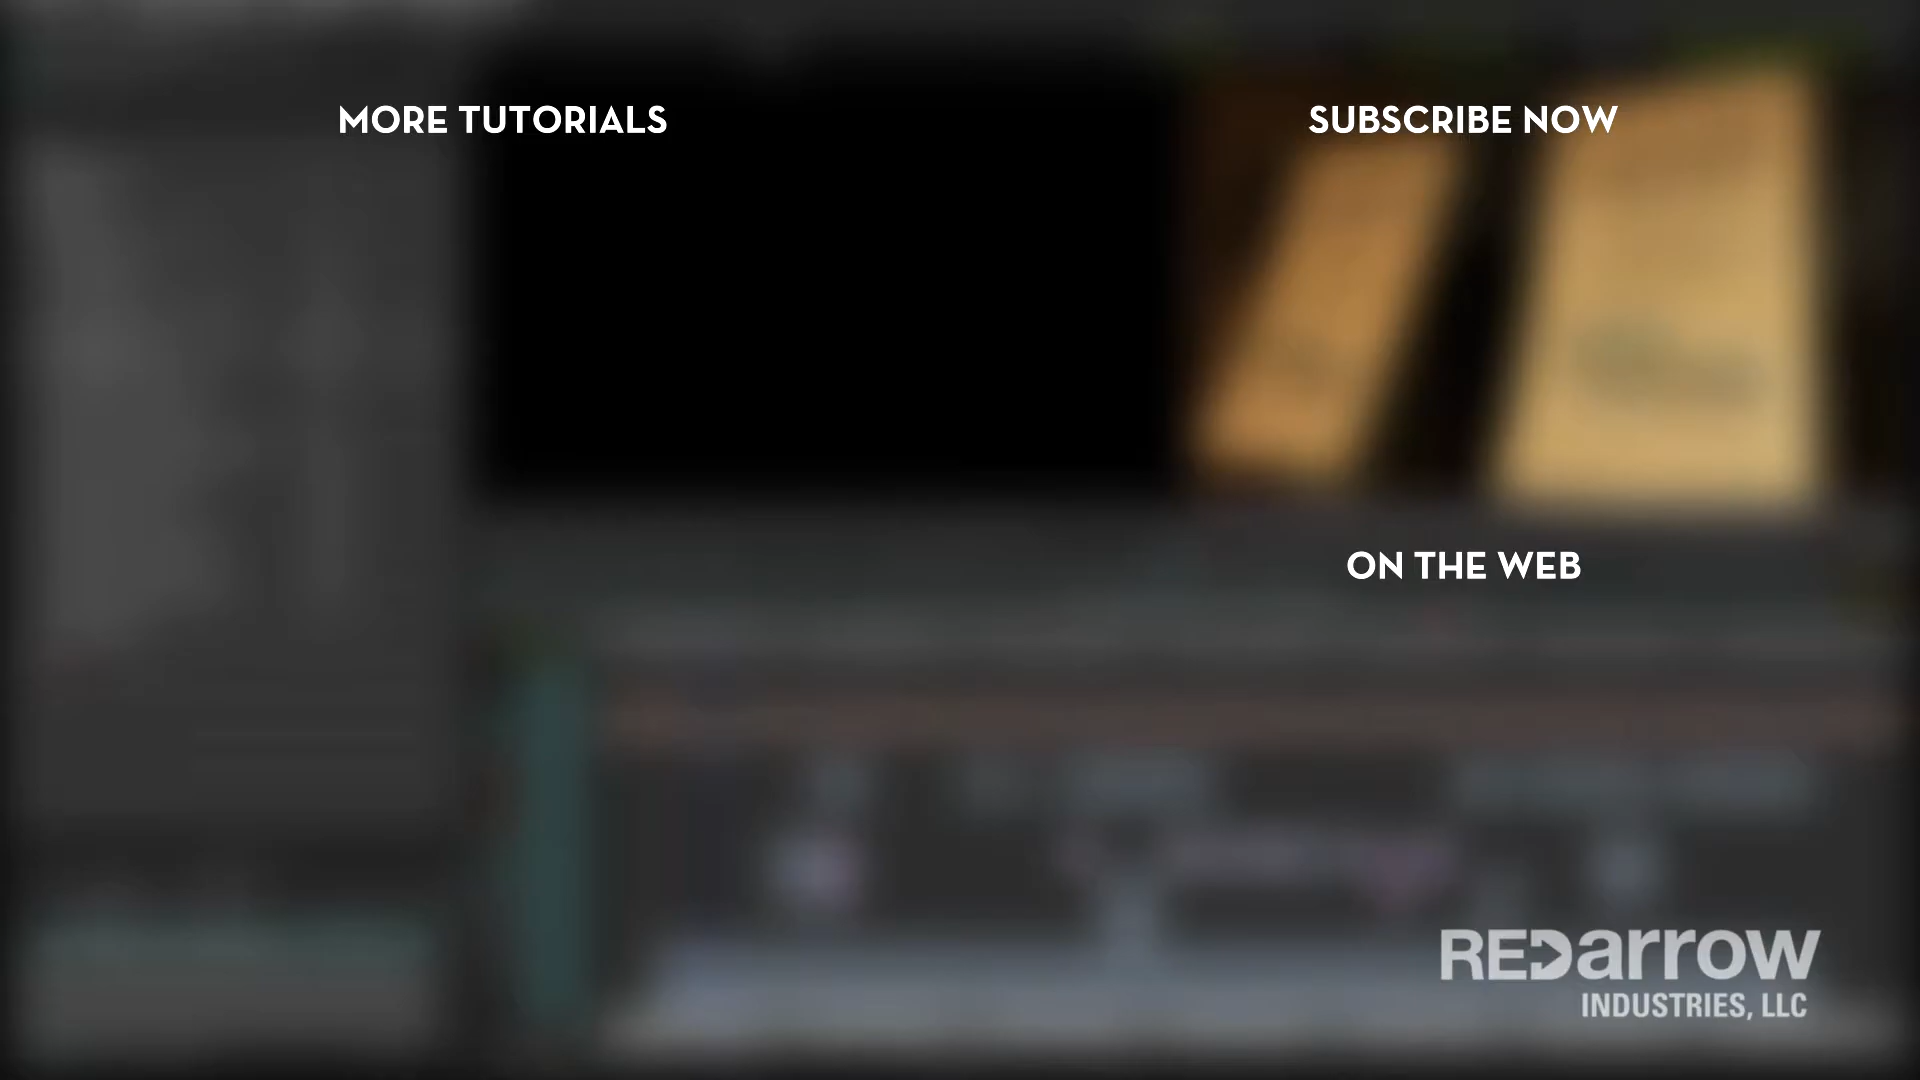 MORE TUTORIALS
SUBSCRIBE NOW
ON THE WEB
REDarrow
INDUSTRIES, LLC